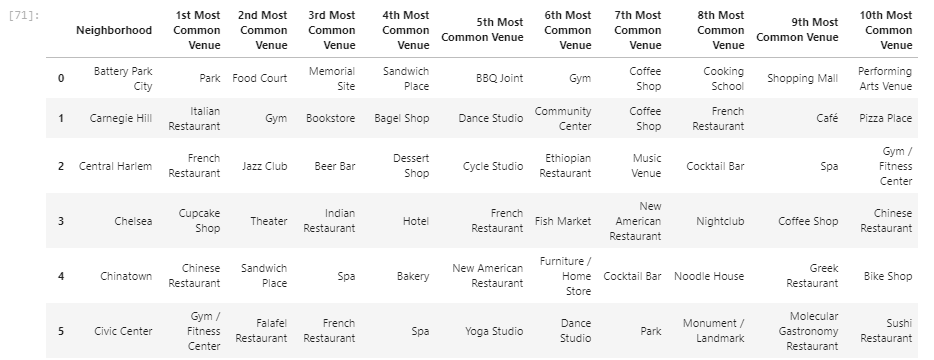 [71]:
Neighborhood 1st Most Common Venue 2nd Most Common Venue 3rd Most Common Venue 4th Most Common Venue 5th Most Common Venue 6th Most Common Venue 7th Most Common Venue 8th Most Common Venue 9th Most Common Venue 10th Most Common Venue
0 Battery Park City Park Food Court Memorial Site Sandwich Place BBQ Joint Gym Coffee Shop Cooking School Shopping Mall Performing Arts Venue
1 Carnegie Hill Italian Restaurant Gym Bookstore Bagel Shop Dance Studio Community Center Coffee Shop French Restaurant Café Pizza Place
2 Central Harlem French Restaurant Jazz Club Beer Bar Dessert Shop Cycle Studio Ethiopian Restaurant Music Venue Cocktail Bar Spa Gym / Fitness Center
3 Chelsea Cupcake Shop Theater Indian Restaurant Hotel French Restaurant Fish Market New American Restaurant Nightclub Coffee Shop Chinese Restaurant
4 Chinatown Chinese Restaurant Sandwich Place Spa Bakery New American Restaurant Furniture / Home Store Cocktail Bar Noodle House Greek Restaurant Bike Shop
5 Civic Center Gym / Fitness Center Falafel Restaurant French Restaurant Spa Yoga Studio Dance Studio Park Monument / Landmark Molecular Gastronomy Restaurant Sushi Restaurant